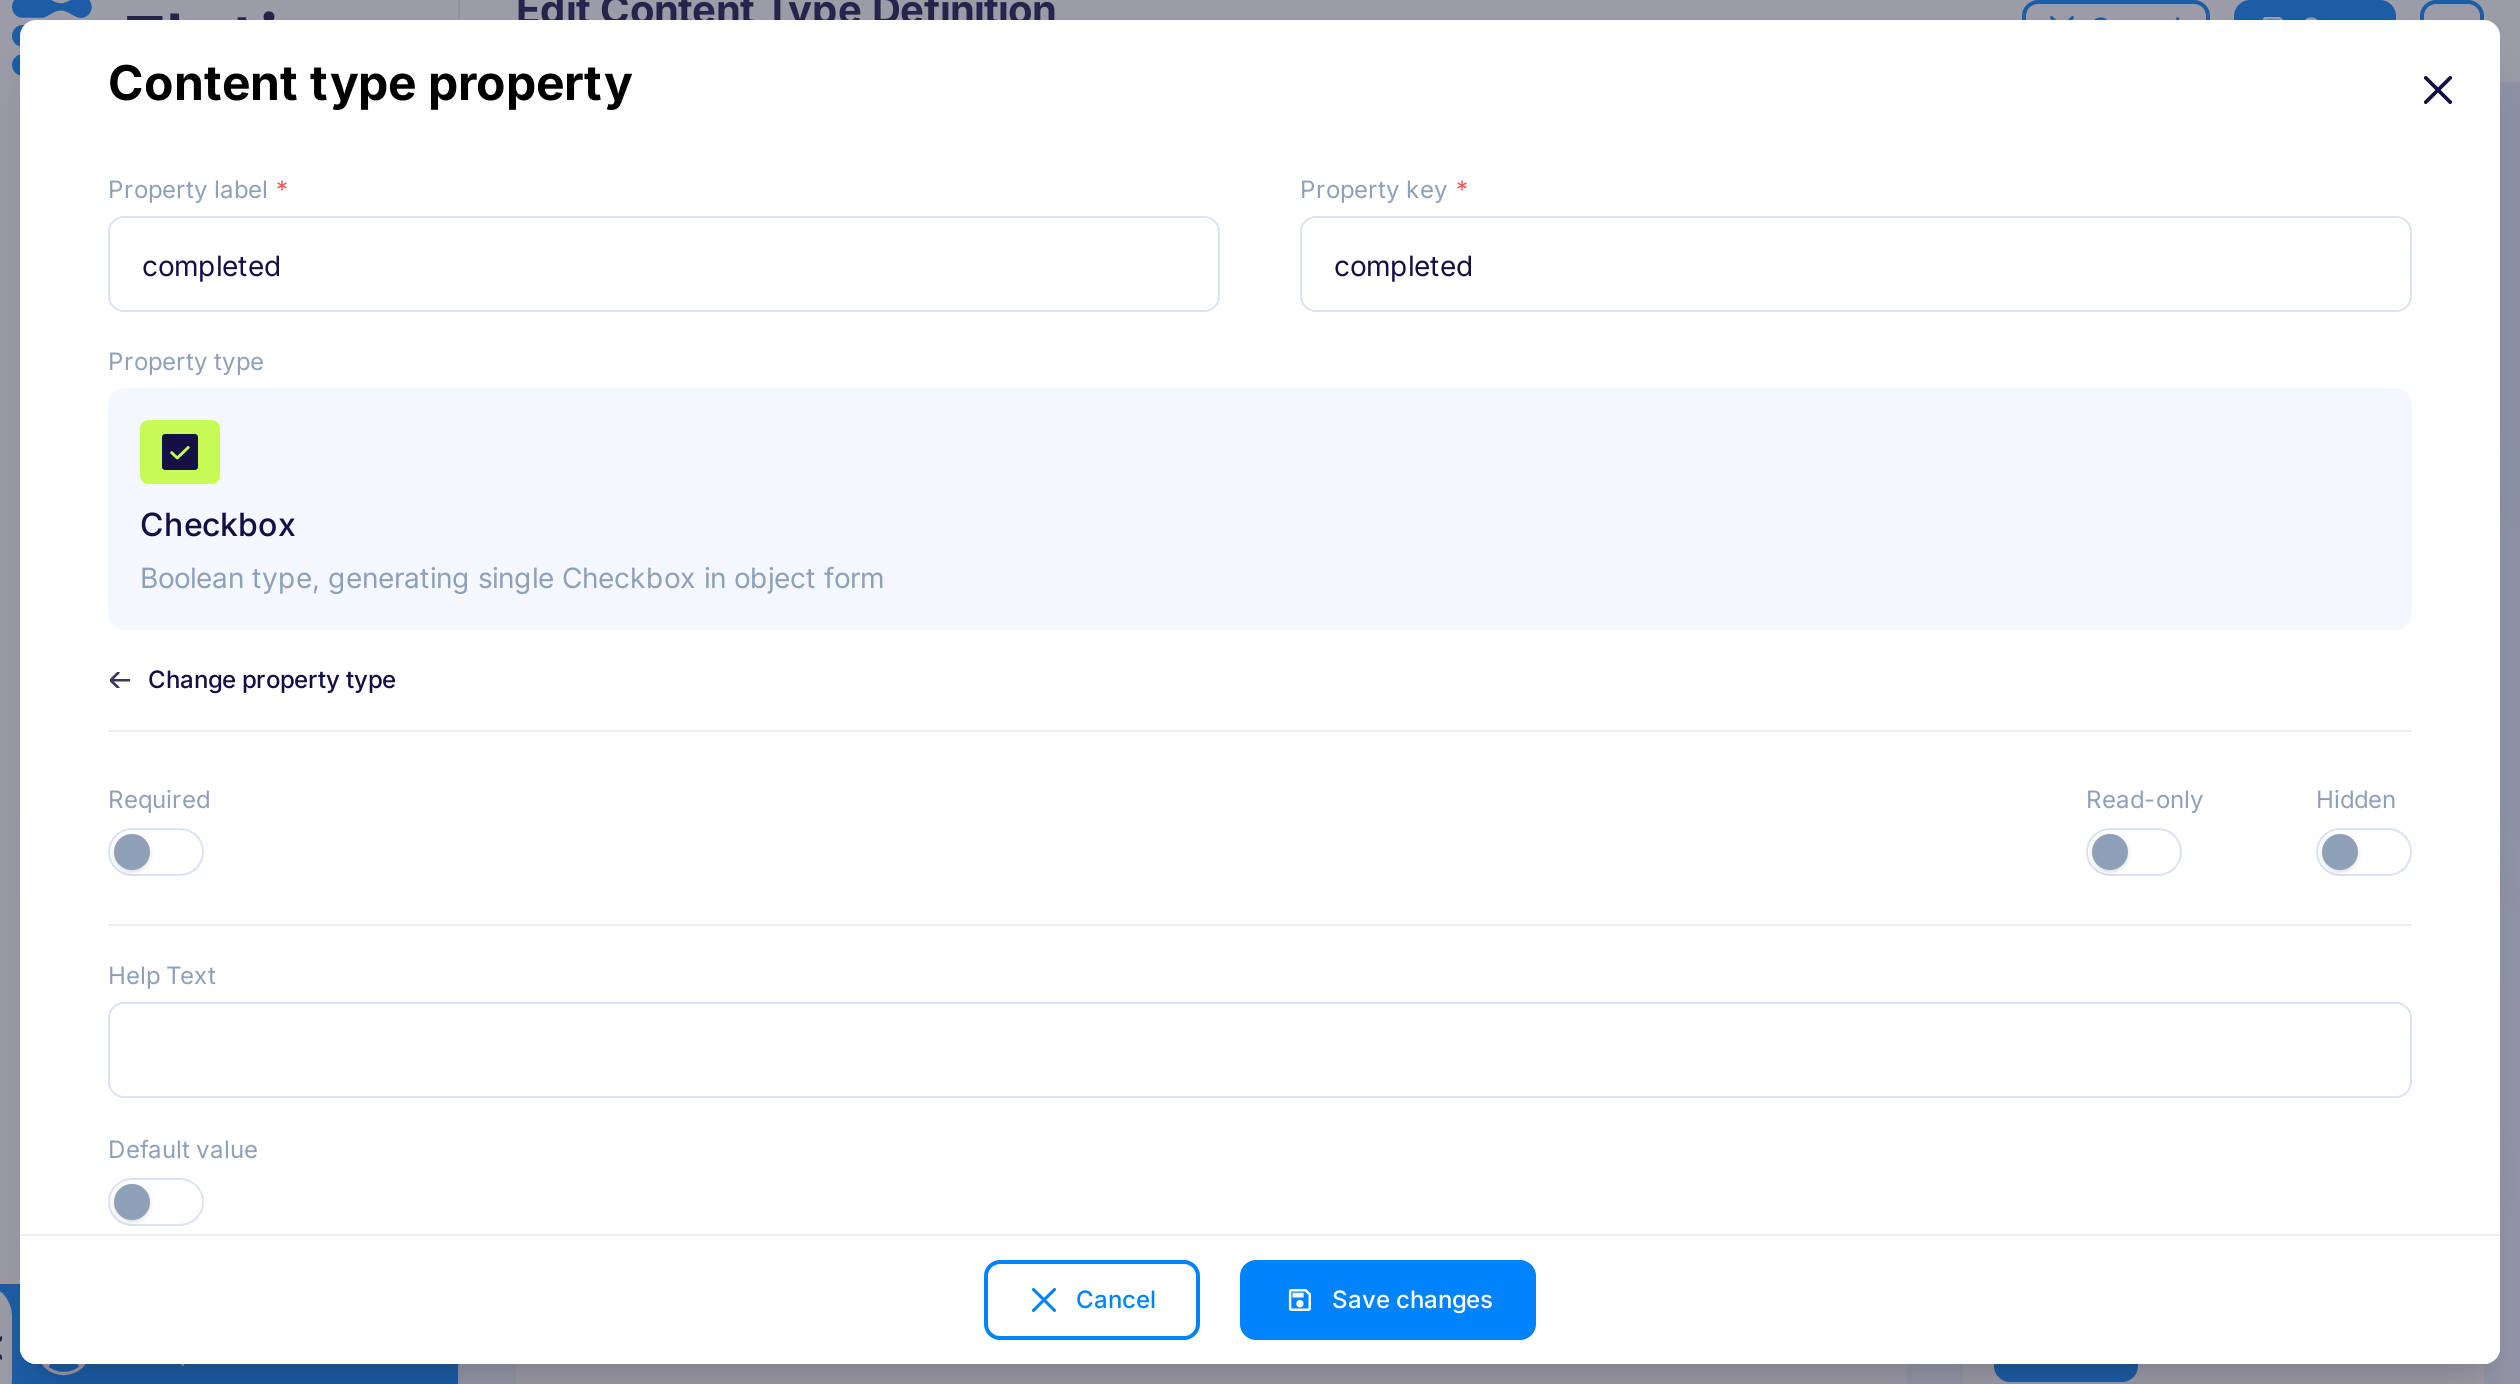 Edit Content Type Definition
Content type property
Property label *
Property key *
completed
completed
Property type
Checkbox
Boolean type, generating single Checkbox in object form
Change property type
Required
Read-only
Hidden
Help Text
Default value
Cancel
Save changes